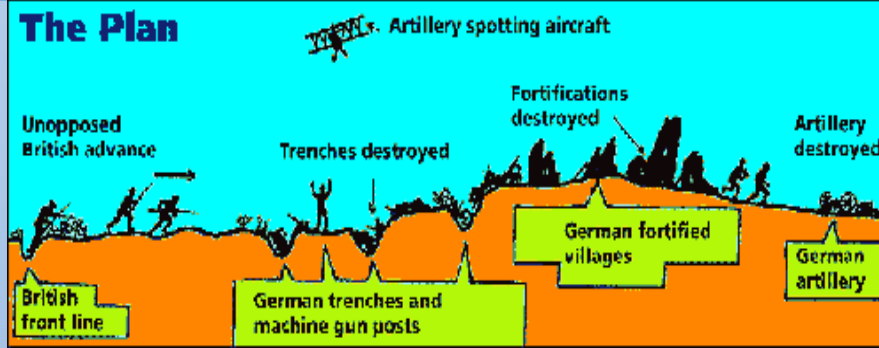 The Plan
Artillery spotting aircraft
Fortifications
destroyed
Unopposed
British advance
Trenches destroyed
Artillery
destroyed
German fortified
villages
German
artillery
British
front line
German trenches and
machine gun posts